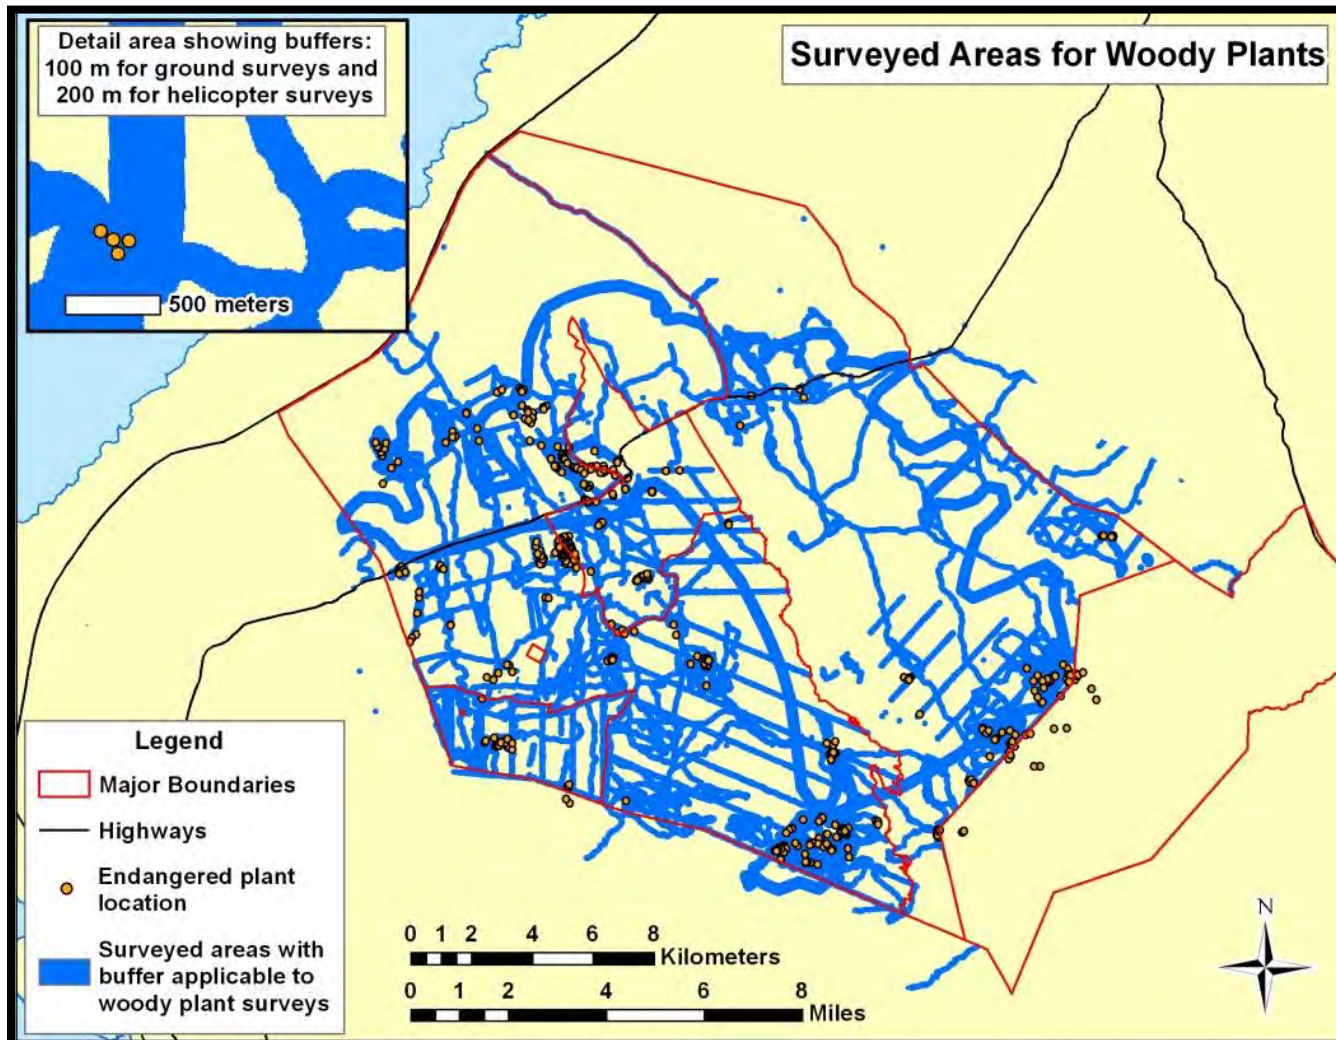 Detail area showing buffers:
100 m for ground surveys and
200 m for helicopter surveys
500 meters
Surveyed Areas for Woody Plants
Legend
Major Boundaries
Highways
Endangered plant
location
Surveyed areas with
buffer applicable to
woody plant surveys
0 1 2 4 6 8
Kilometers
0 1 2 4 6 8
Miles
N